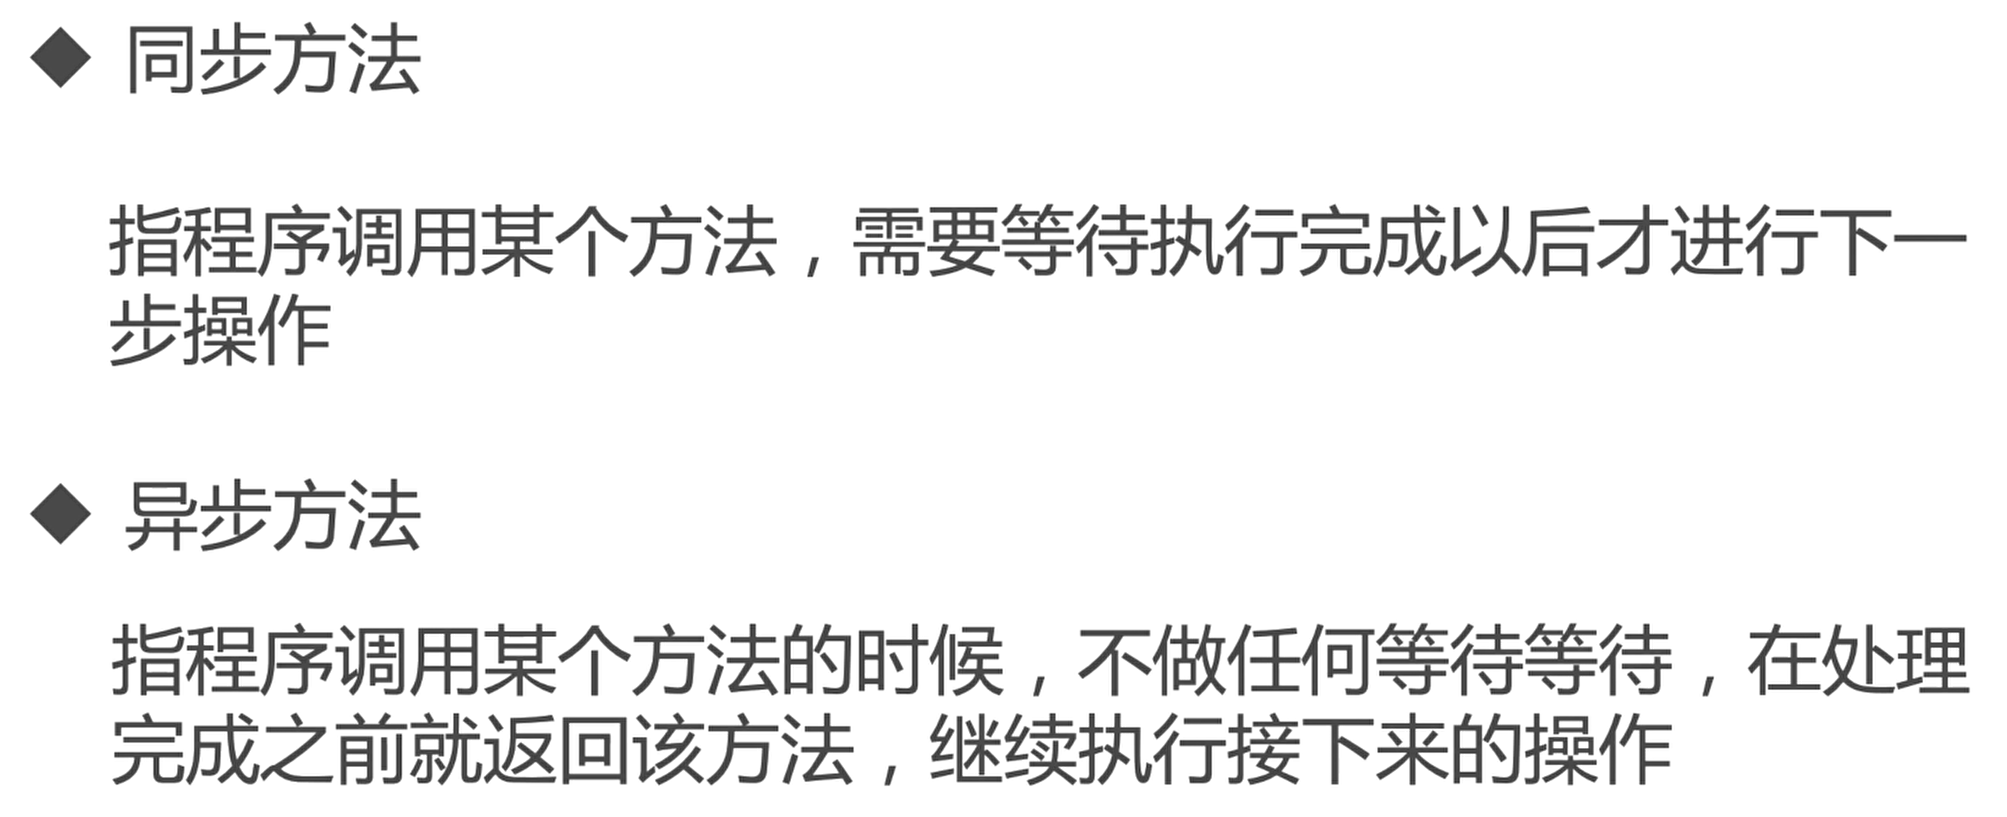 ◆ 同步方法
指程序调用某个方法，需要等待执行完成以后才进行下一
步操作
◆ 异步方法
指程序调用某个方法的时候，不做任何等待等待，在处理
完成之前就返回该方法，继续执行接下来的操作